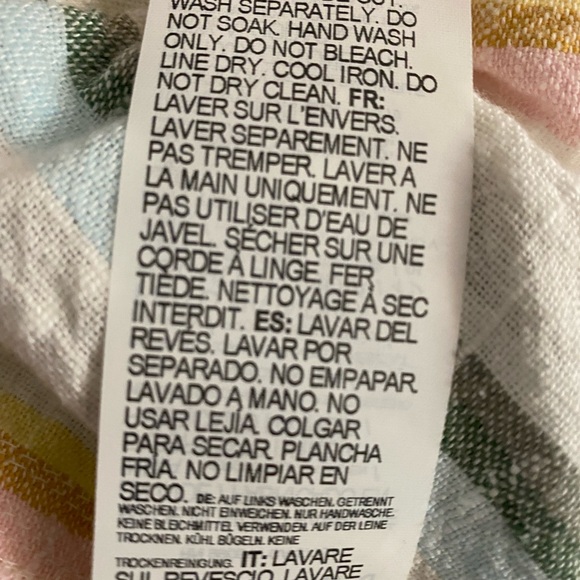 WASH SEPARATELY. DO
NOT SOAK. HAND WASH
ONLY. DO NOT BLEACH.
LINE DRY. COOL IRON. DO
NOT DRY CLEAN. FR:
LAVER SUR L'ENVERS.
LAVER SEPAREMENT. NE
PAS TREMPER. LAVER A
LA MAIN UNIQUEMENT. NE
PAS UTILISER D'EAU DE
JAVEL. SÉCHER SUR UNE
CORDE À LINGE. FER
TIÈDE. NETTOYAGE À SEC
INTERDIT. ES: LAVAR DEL
REVÉS. LAVAR POR
SEPARADO. NO EMPAPAR.
LAVADO A MANO. NO
USAR LEJÍA. COLGAR
PARA SECAR. PLANCHA
FRÍA. NO LIMPIAR EN
SECO. DE: AUF LINKS WASCHEN. GETRENNT
WASCHEN. NICHT EINWEICHEN. NUR HANDWÄSCHE.
KEINE BLEICHMITTEL VERWENDEN. AUF DER LEINE
TROCKNEN. KÜHL BÜGELN. KEINE
TROCKENREINIGUNG. IT: LAVARE
SUL ROVESCIO. LAVARE